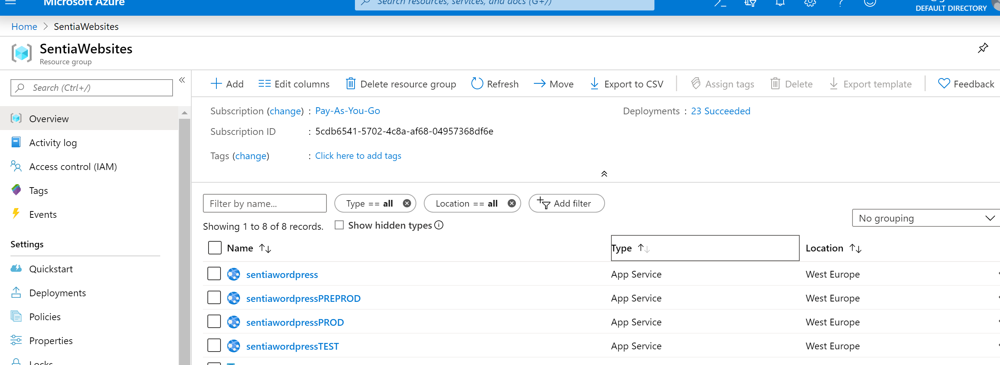 Microsoft Azure
Search resources, services, and docs (G+/)
DEFAULT DIRECTORY
Home > SentiaWebsites
SentiaWebsites
Resource group
Search (Ctrl+/)
«
Add
Edit columns
Delete resource group
Refresh
Move
Export to CSV
Assign tags
Delete
Export template
Feedback
Overview
Activity log
Access control (IAM)
Tags
Events
Settings
Quickstart
Deployments
Policies
Properties
Locks
Subscription (change) : Pay-As-You-Go
Deployments : 23 Succeeded
Subscription ID : 5cdb6541-5702-4c8a-af68-04957368df6e
Tags (change) : Click here to add tags
Filter by name...
Type == all
Location == all
Add filter
No grouping
Showing 1 to 8 of 8 records.
Show hidden types
Name Type Location
sentiawordpress App Service West Europe
sentiawordpressPREPROD App Service West Europe
sentiawordpressPROD App Service West Europe
sentiawordpressTEST App Service West Europe